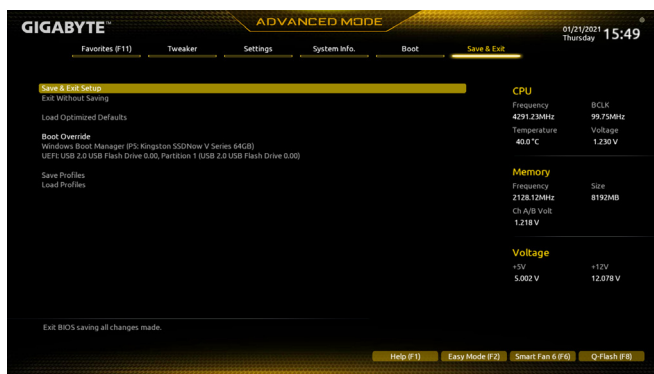 GIGABYTE™
ADVANCED MODE
01/21/2021
Thursday 15:49
Favorites (F11) Tweaker Settings System Info. Boot Save & Exit
Save & Exit Setup
Exit Without Saving
Load Optimized Defaults
Boot Override
Windows Boot Manager (P5: Kingston SSDNow V Series 64GB)
UEFI: USB 2.0 USB Flash Drive 0.00, Partition 1 (USB 2.0 USB Flash Drive 0.00)
Save Profiles
Load Profiles
CPU
Frequency BCLK
4291.23MHz 99.75MHz
Temperature Voltage
40.0 °C 1.230 V
Memory
Frequency Size
2128.12MHz 8192MB
Ch A/B Volt
1.218 V
Voltage
+5V +12V
5.002 V 12.078 V
Exit BIOS saving all changes made.
Help (F1) Easy Mode (F2) Smart Fan 6 (F6) Q-Flash (F8)